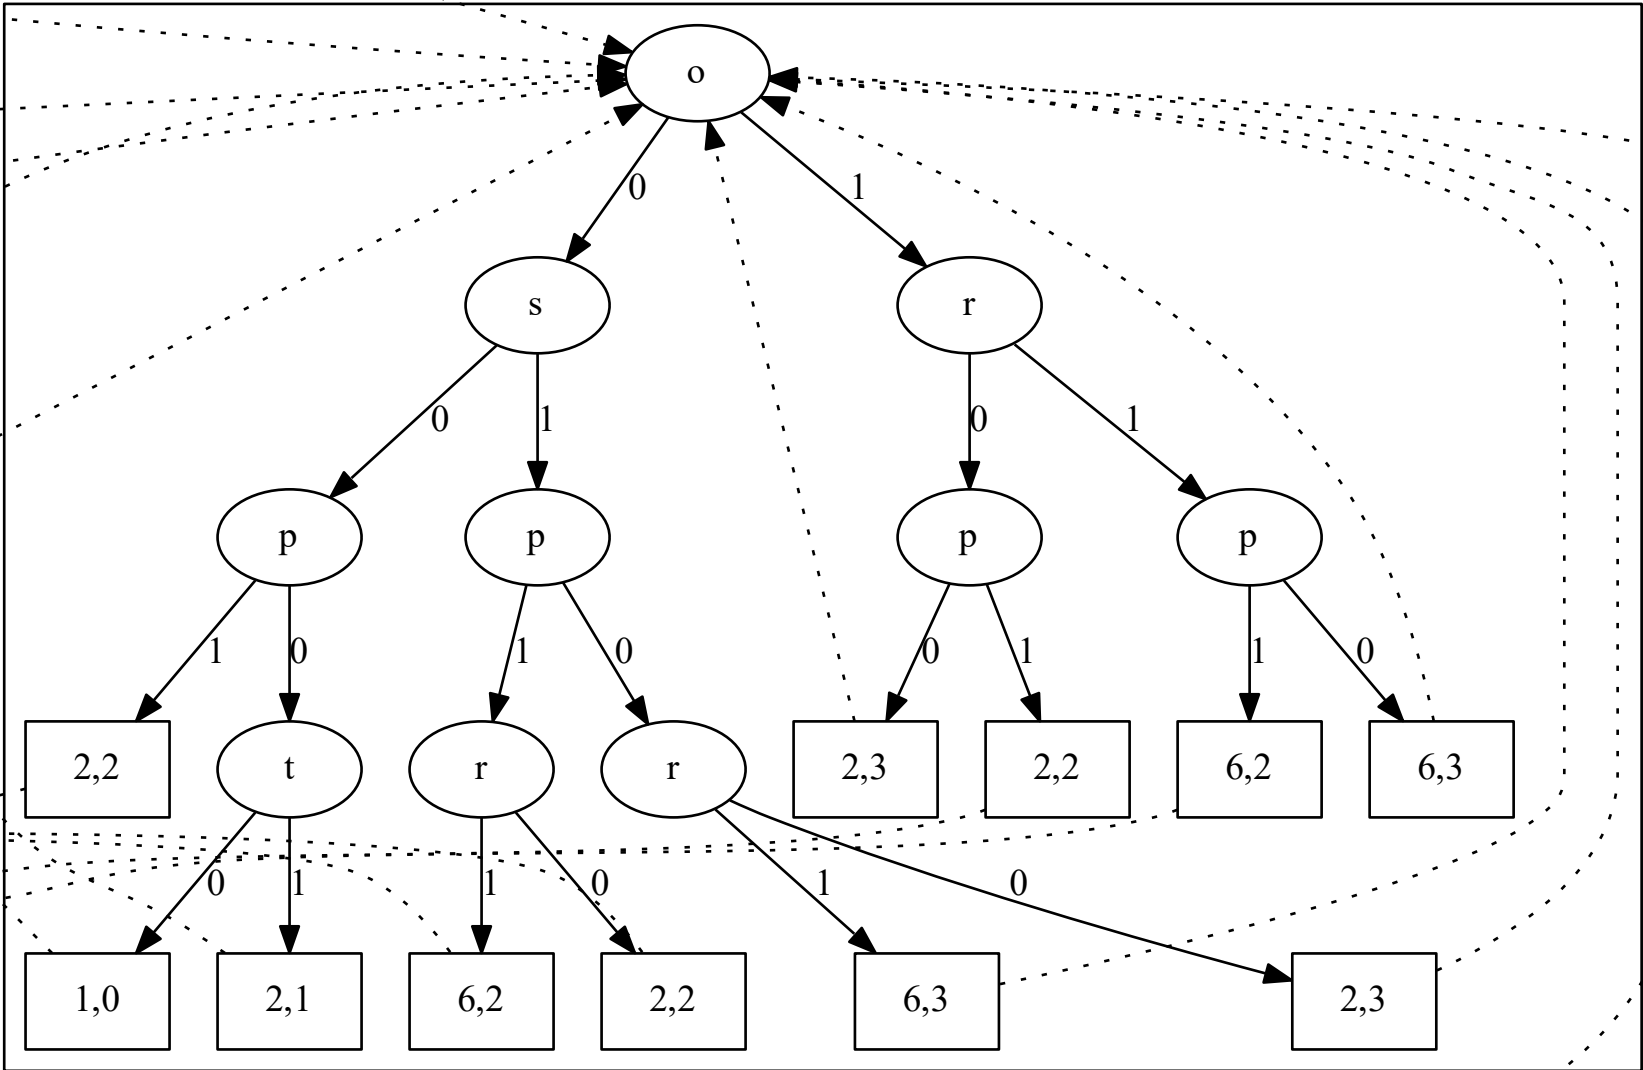 o
0 1
s r
0 1 0 1
p p p p
1 0 1 0 0 1 1 0
2,2 t r r 2,3 2,2 6,2 6,3
0 1 1 0 1 0
1,0 2,1 6,2 2,2 6,3 2,3